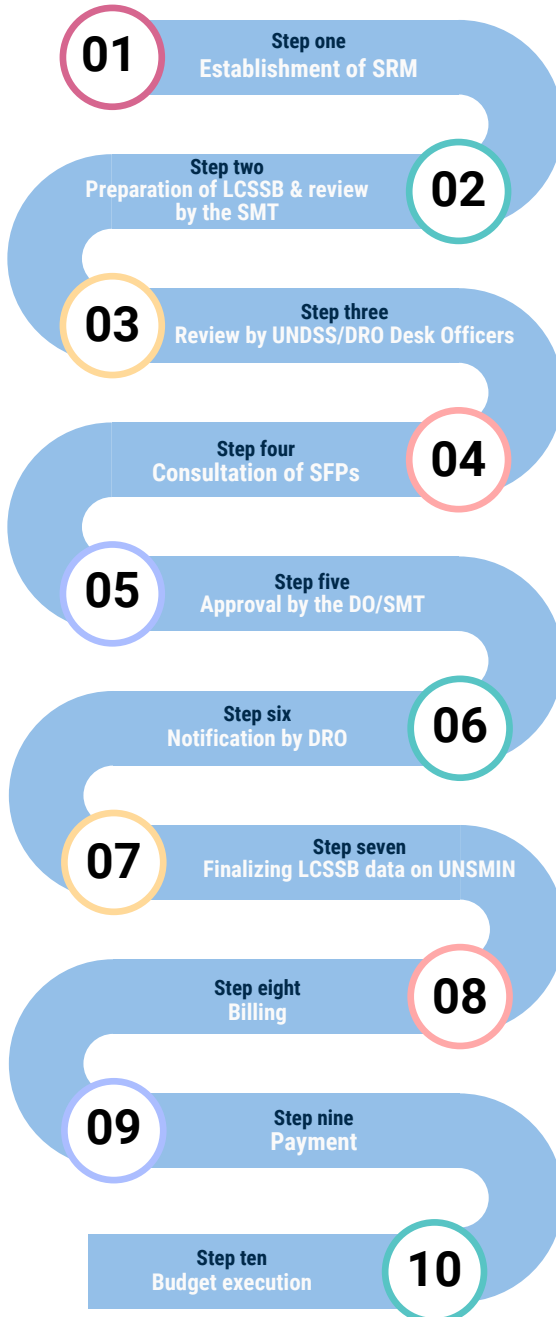 01
Step one
Establishment of SRM
Step two
Preparation of LCSSB & review
by the SMT
02
03
Step three
Review by UNDSS/DRO Desk Officers
Step four
Consultation of SFPs
04
05
Step five
Approval by the DO/SMT
Step six
Notification by DRO
06
07
Step seven
Finalizing LCSSB data on UNSMIN
Step eight
Billing
08
09
Step nine
Payment
Step ten
Budget execution
10